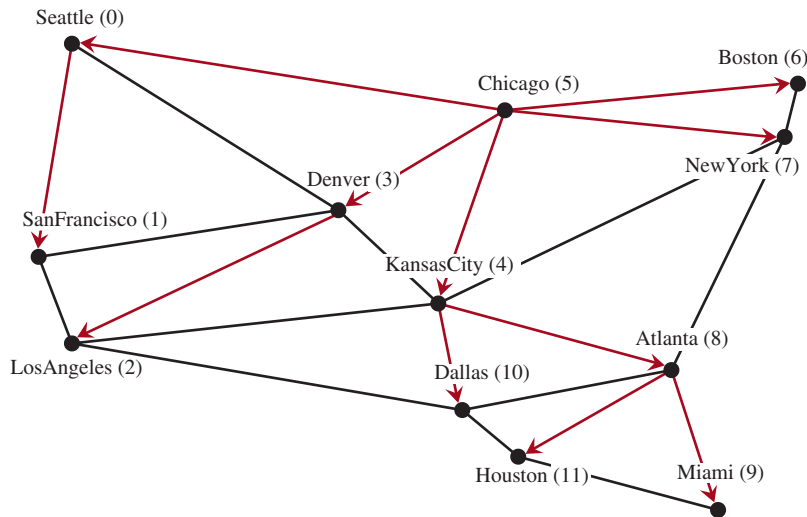 Seattle (0)
Boston (6)
Chicago (5)
NewYork (7)
Denver (3)
SanFrancisco (1)
KansasCity (4)
Atlanta (8)
LosAngeles (2)
Dallas (10)
Houston (11)
Miami (9)